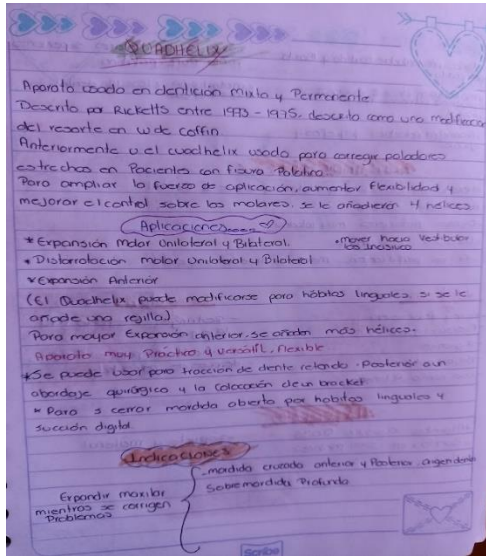 QUADHELIX
Aparato usado en dentición mixta y Permanente
Descrito por Ricketts entre 1973 - 1975, descrito como una modificación
del resorte en w de coffin
Anteriormente el cuadhelix usado para corregir paladares
estrechos en Pacientes con fisura Palatina
Para ampliar la fuerza de aplicación, aumentar flexibilidad y
mejorar el control sobre los molares, se le añadieron 4 hélices
Aplicaciones
*Expansión Molar Unilateral y Bilateral. •mover hacia Vestibular
los incisivos
*Distorrotación molar Unilateral y Bilateral
*Expansión Anterior
(El Quadhelix puede modificarse para hábitos linguales si se le
añade una rejilla)
Para mayor Expansión anterior, se añaden más hélices.
Aparato muy Práctico y versátil, flexible
*Se puede usar para tracción de diente retenido. Posterior a un
abordaje quirúrgico y la colocación de un bracket
*Para cerrar mordida abierta por hábitos linguales y
succión digital
Indicaciones
Expandir maxilar
mientras se corrigen
Problemas
-mordida cruzada anterior y Posterior
Sobremordida Profunda
Scribe